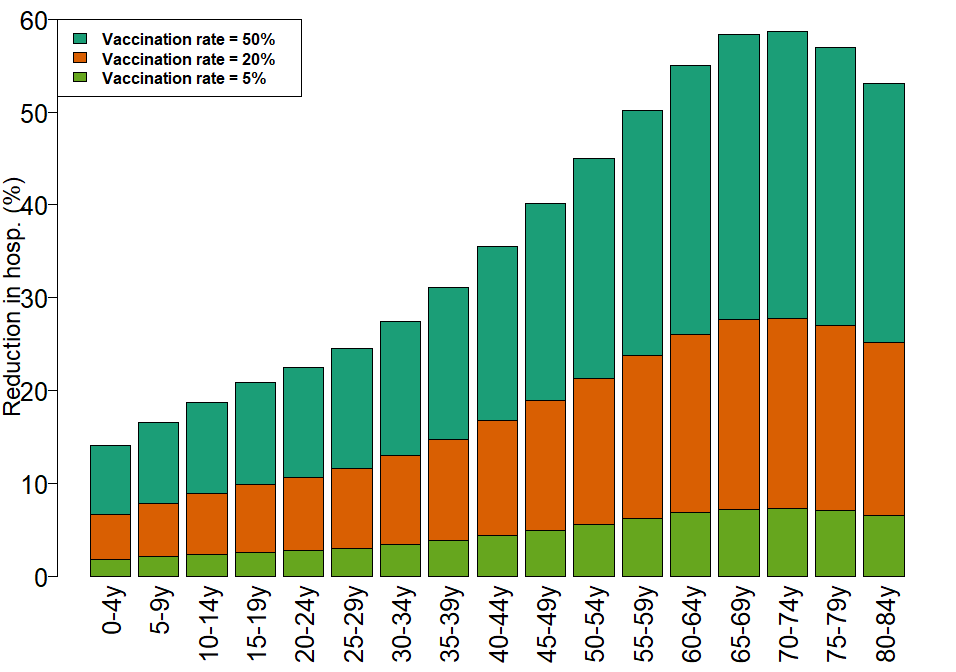 60
50
40
30
20
10
0
Reduction in hosp. (%)
Vaccination rate = 50%
Vaccination rate = 20%
Vaccination rate = 5%
0-4y
5-9y
10-14y
15-19y
20-24y
25-29y
30-34y
35-39y
40-44y
45-49y
50-54y
55-59y
60-64y
65-69y
70-74y
75-79y
80-84y